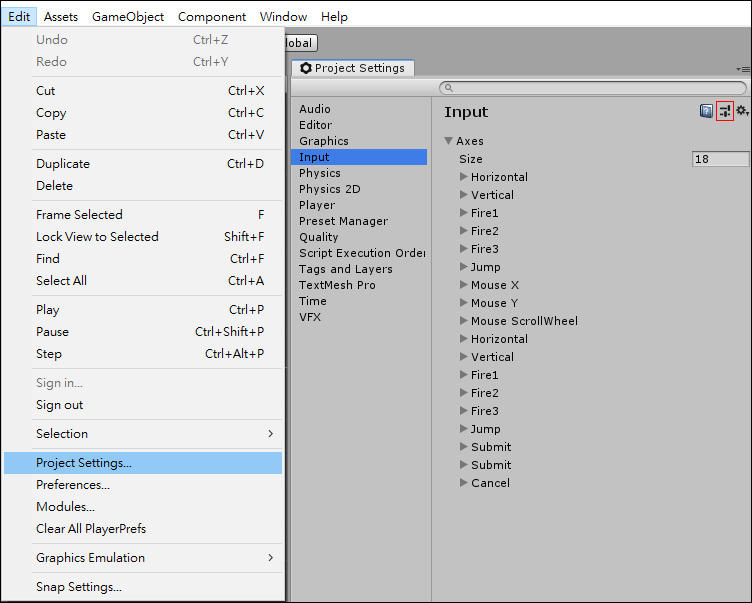 Edit Assets GameObject Component Window Help
Undo Ctrl+Z
Redo Ctrl+Y
Cut Ctrl+X
Copy Ctrl+C
Paste Ctrl+V
Duplicate Ctrl+D
Delete
Frame Selected F
Lock View to Selected Shift+F
Find Ctrl+F
Select All Ctrl+A
Play Ctrl+P
Pause Ctrl+Shift+P
Step Ctrl+Alt+P
Sign in...
Sign out
Selection
Project Settings...
Preferences...
Modules...
Clear All PlayerPrefs
Graphics Emulation
Snap Settings...
lobal
Project Settings
Audio
Editor
Graphics
Input
Physics
Physics 2D
Player
Preset Manager
Quality
Script Execution Order
Tags and Layers
TextMesh Pro
Time
VFX
Input
Axes
Size 18
Horizontal
Vertical
Fire1
Fire2
Fire3
Jump
Mouse X
Mouse Y
Mouse ScrollWheel
Horizontal
Vertical
Fire1
Fire2
Fire3
Jump
Submit
Submit
Cancel